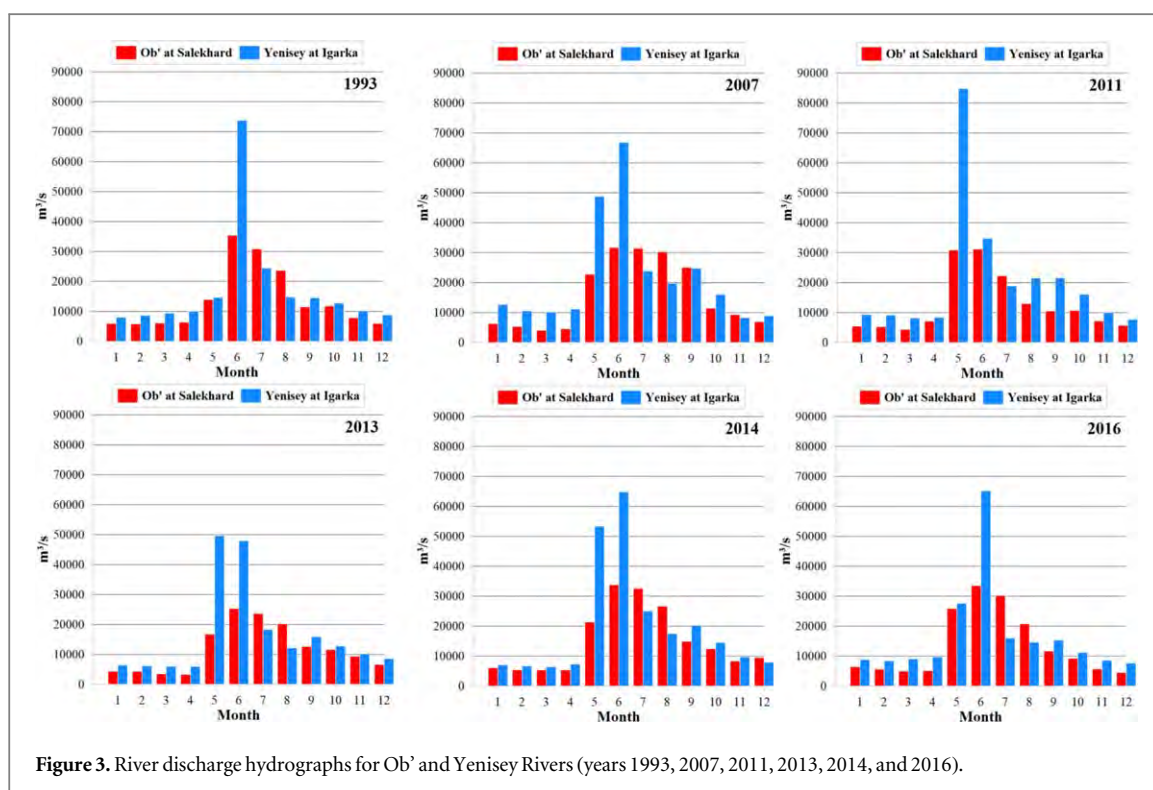 Ob' at Salekhard Yenisey at Igarka
1993
90000
80000
70000
60000
50000
40000
30000
20000
10000
0
m³/s
1 2 3 4 5 6 7 8 9 10 11 12
Month
Ob' at Salekhard Yenisey at Igarka
2007
90000
80000
70000
60000
50000
40000
30000
20000
10000
0
m³/s
1 2 3 4 5 6 7 8 9 10 11 12
Month
Ob' at Salekhard Yenisey at Igarka
2011
90000
80000
70000
60000
50000
40000
30000
20000
10000
0
m³/s
1 2 3 4 5 6 7 8 9 10 11 12
Month
Ob' at Salekhard Yenisey at Igarka
2013
90000
80000
70000
60000
50000
40000
30000
20000
10000
0
m³/s
1 2 3 4 5 6 7 8 9 10 11 12
Month
Ob' at Salekhard Yenisey at Igarka
2014
90000
80000
70000
60000
50000
40000
30000
20000
10000
0
m³/s
1 2 3 4 5 6 7 8 9 10 11 12
Month
Ob' at Salekhard Yenisey at Igarka
2016
90000
80000
70000
60000
50000
40000
30000
20000
10000
0
m³/s
1 2 3 4 5 6 7 8 9 10 11 12
Month
Figure 3. River discharge hydrographs for Ob’ and Yenisey Rivers (years 1993, 2007, 2011, 2013, 2014, and 2016).